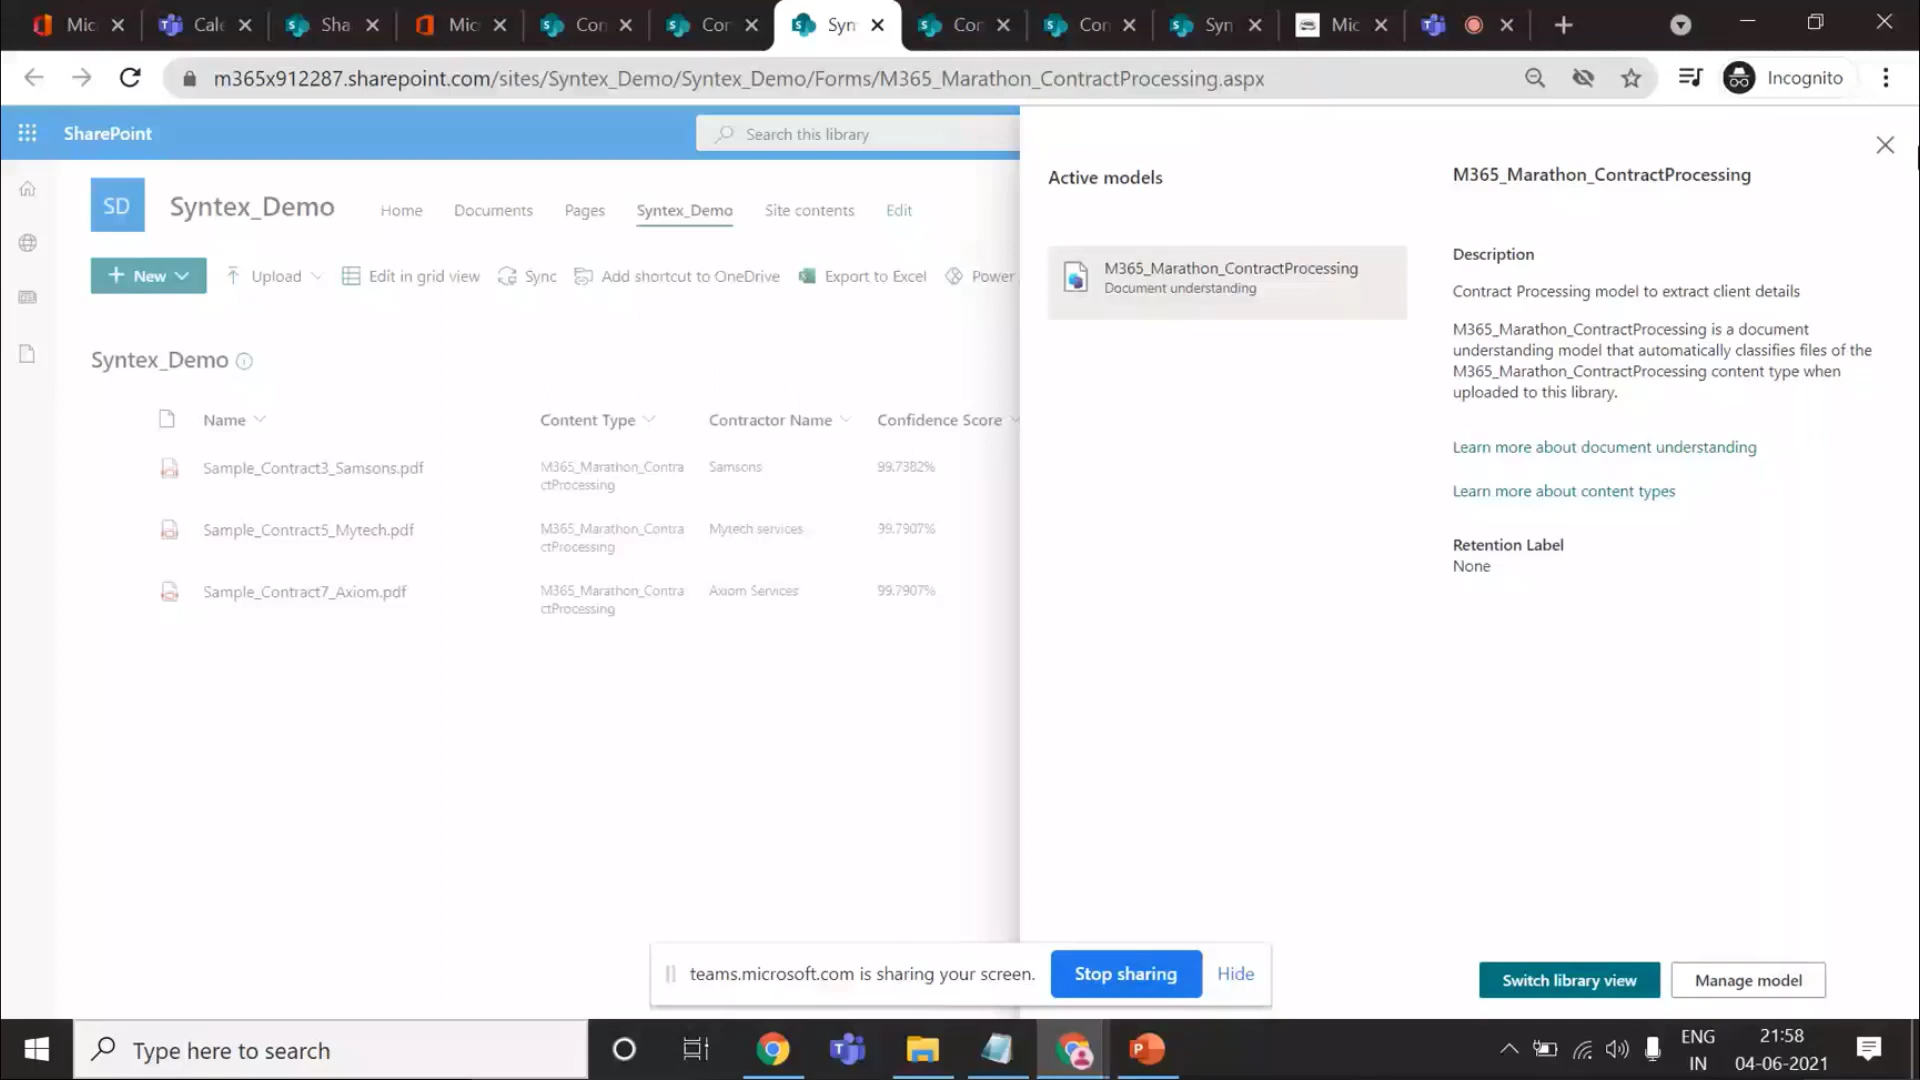 Mic
Cale
Sha
Mic
Con
Con
Syn
Con
Con
Syn
Mic
m365x912287.sharepoint.com/sites/Syntex_Demo/Syntex_Demo/Forms/M365_Marathon_ContractProcessing.aspx
Incognito
SharePoint
Search this library
SD
Syntex_Demo
Home
Documents
Pages
Syntex_Demo
Site contents
Edit
New
Upload
Edit in grid view
Sync
Add shortcut to OneDrive
Export to Excel
Power
Syntex_Demo
Name
Content Type
Contractor Name
Confidence Score
Sample_Contract3_Samsons.pdf
M365_Marathon_Contra
ctProcessing
Samsons
99.7382%
Sample_Contract5_Mytech.pdf
M365_Marathon_Contra
ctProcessing
Mytech services
99.7907%
Sample_Contract7_Axiom.pdf
M365_Marathon_Contra
ctProcessing
Axiom Services
99.7907%
Active models
M365_Marathon_ContractProcessing
Document understanding
M365_Marathon_ContractProcessing
Description
Contract Processing model to extract client details
M365_Marathon_ContractProcessing is a document
understanding model that automatically classifies files of the
M365_Marathon_ContractProcessing content type when
uploaded to this library.
Learn more about document understanding
Learn more about content types
Retention Label
None
Switch library view
Manage model
teams.microsoft.com is sharing your screen.
Stop sharing
Hide
Type here to search
ENG
IN
21:58
04-06-2021